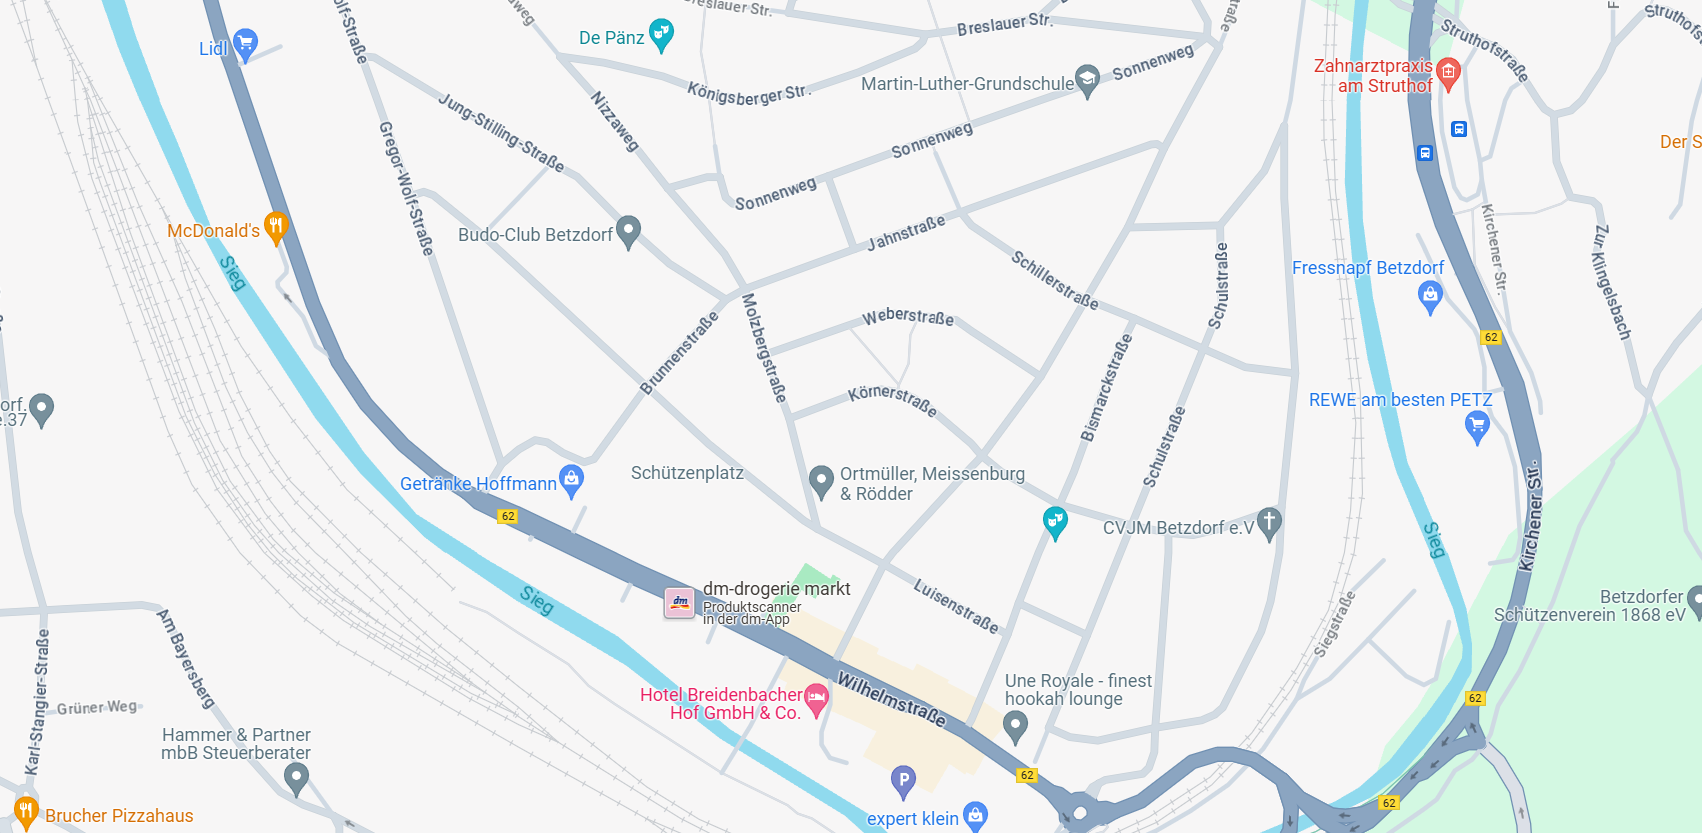 Breslauer Str.
Breslauer Str.
Lidl
De Pänz
Königsberger Str.
Martin-Luther-Grundschule
Sonnenweg
Struthofstraße
Zahnarztpraxis
am Struthof
Jung-Stilling-Straße
Nizzaweg
Sonnenweg
Gregor-Wolf-Straße
Sonnenweg
McDonald's
Sieg
Budo-Club Betzdorf
Jahnstraße
Schillerstraße
Schulstraße
Kirchener Str.
Zur Klingelsbach
Fressnapf Betzdorf
Molzbergstraße
Brunnenstraße
Weberstraße
62
Bismarckstraße
Körnerstraße
REWE am besten PETZ
Schulstraße
Getränke Hoffmann
62
Schützenplatz
Ortmüller, Meissenburg
& Rödder
CVJM Betzdorf e.V
Sieg
Kirchener Str.
dm
dm-drogerie markt
Produktscanner
in der dm-App
Sieg
Luisenstraße
Siegstraße
Betzdorfer
Schützenverein 1868 eV
Am Bayersberg
Karl-Stangier-Straße
Grüner Weg
Hotel Breidenbacher
Hof GmbH & Co.
Wilhelmstraße
Une Royale - finest
hookah lounge
62
Hammer & Partner
mbB Steuerberater
62
P
62
Brucher Pizzahaus
expert klein